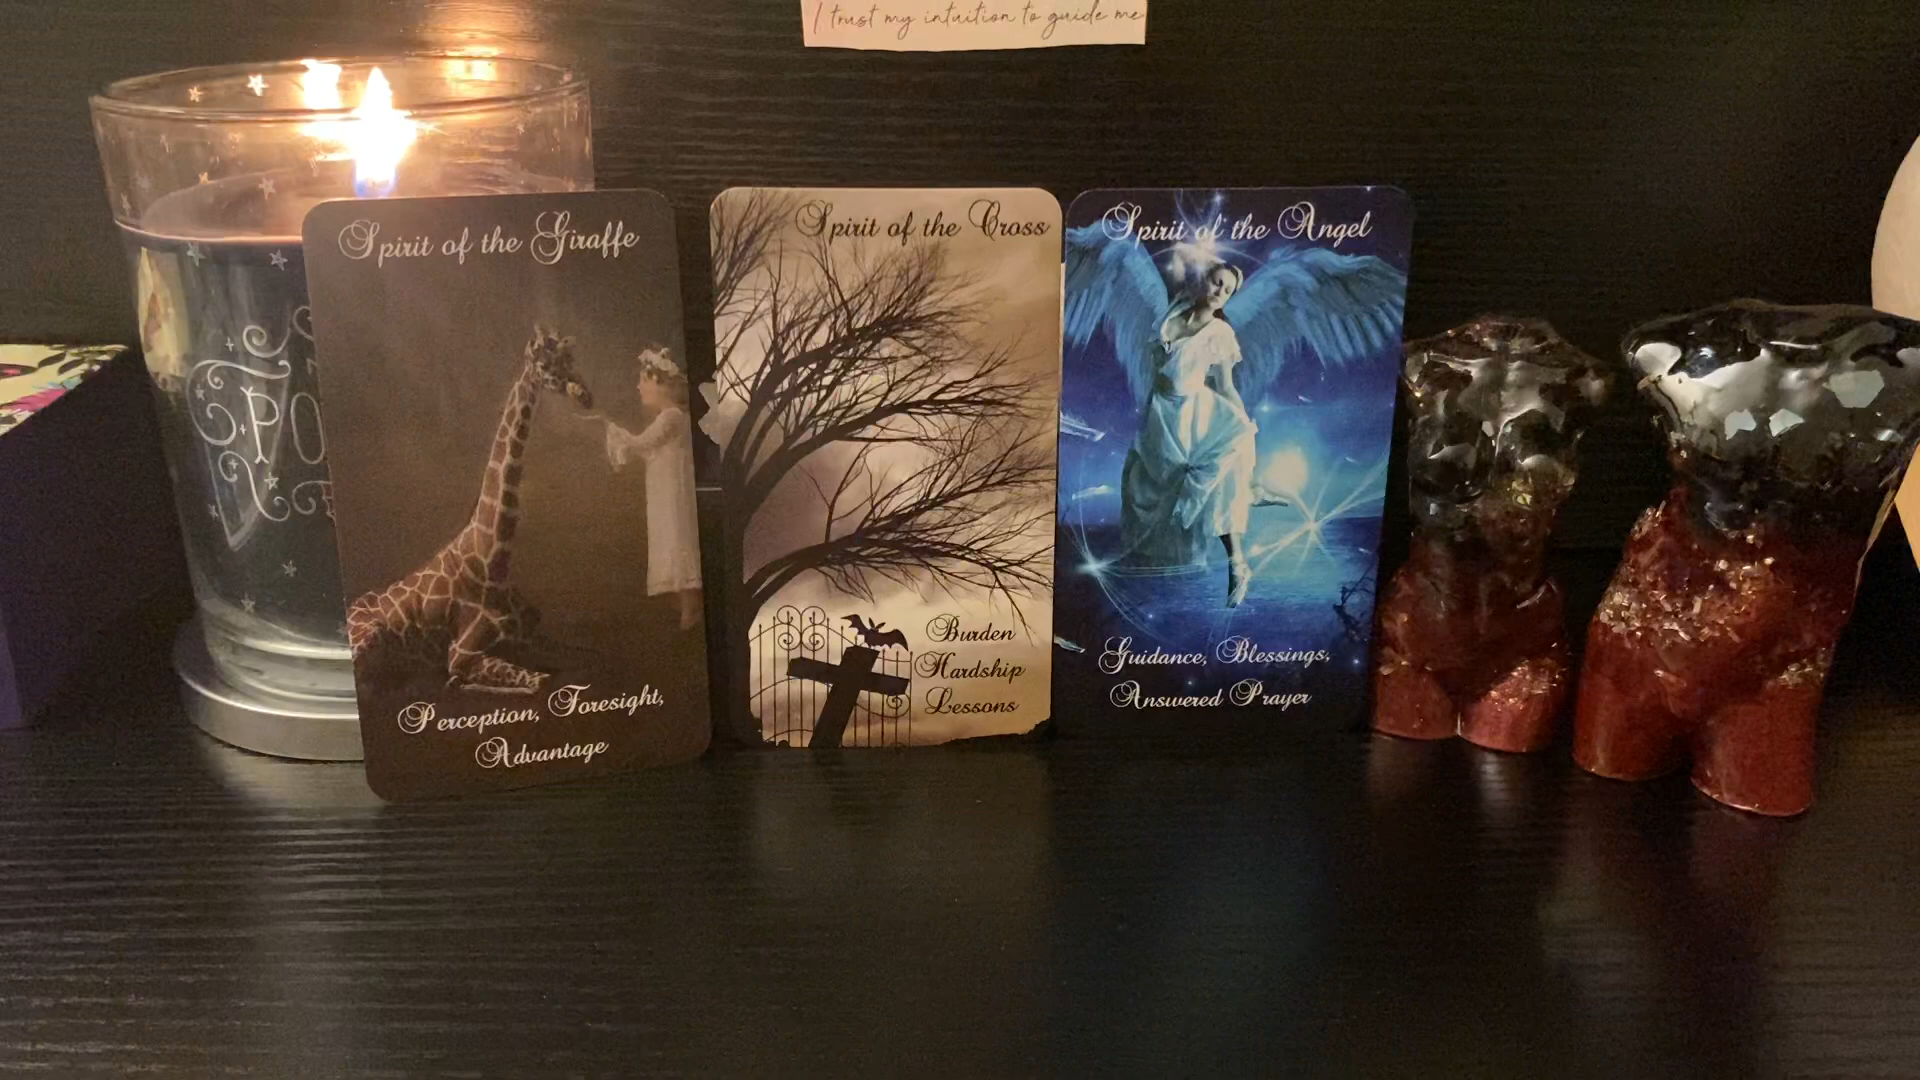 I trust my intuition to guide me
Spirit of the Giraffe
Perception, Foresight,
Advantage
Spirit of the Cross
Burden
Hardship
Lessons
Spirit of the Angel
Guidance, Blessings,
Answered Prayer